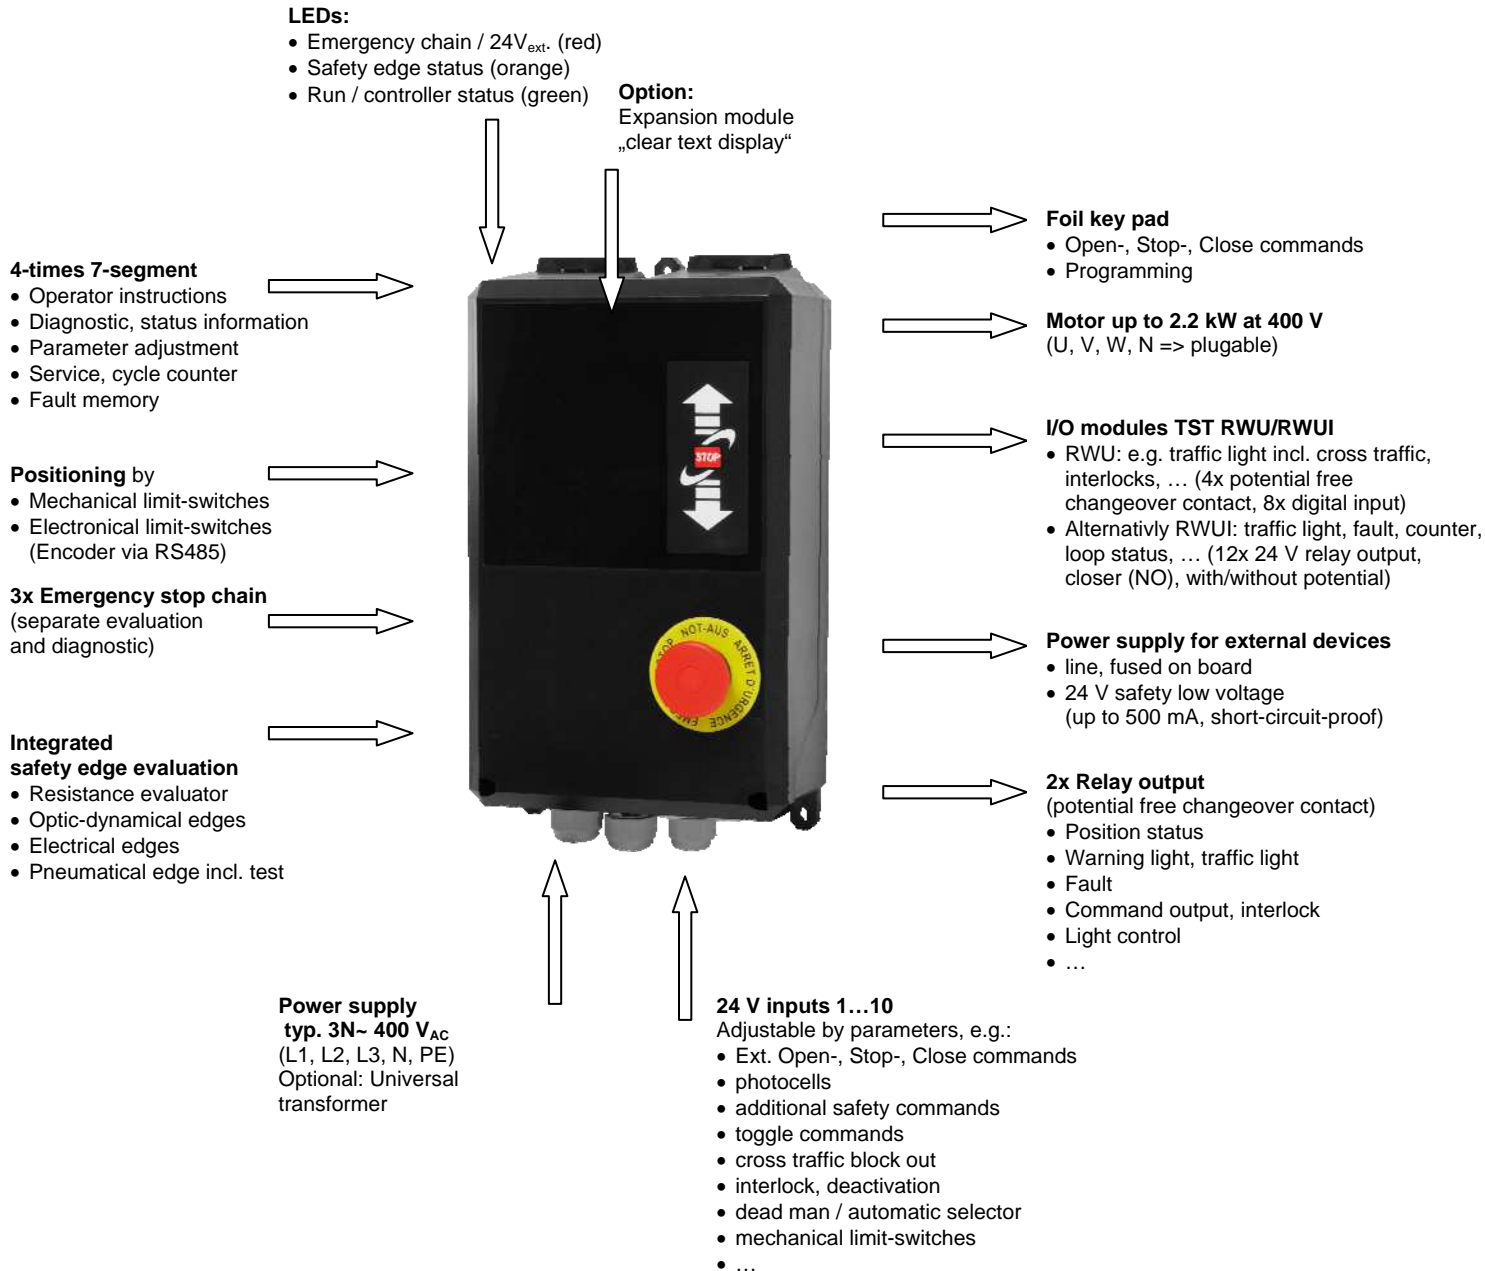 LEDs:
• Emergency chain / 24Vext. (red)
• Safety edge status (orange)
• Run / controller status (green)
Option:
Expansion module
„clear text display“
4-times 7-segment
• Operator instructions
• Diagnostic, status information
• Parameter adjustment
• Service, cycle counter
• Fault memory
Positioning by
• Mechanical limit-switches
• Electronical limit-switches
(Encoder via RS485)
3x Emergency stop chain
(separate evaluation
and diagnostic)
Integrated
safety edge evaluation
• Resistance evaluator
• Optic-dynamical edges
• Electrical edges
• Pneumatical edge incl. test
STOP
NOT-AUS ARRET D'URGENCE
Foil key pad
• Open-, Stop-, Close commands
• Programming
Motor up to 2.2 kW at 400 V
(U, V, W, N => plugable)
I/O modules TST RWU/RWUI
• RWU: e.g. traffic light incl. cross traffic,
interlocks, … (4x potential free
changeover contact, 8x digital input)
• Alternativly RWUI: traffic light, fault, counter,
loop status, … (12x 24 V relay output,
closer (NO), with/without potential)
Power supply for external devices
• line, fused on board
• 24 V safety low voltage
(up to 500 mA, short-circuit-proof)
2x Relay output
(potential free changeover contact)
• Position status
• Warning light, traffic light
• Fault
• Command output, interlock
• Light control
• …
Power supply
typ. 3N~ 400 VAC
(L1, L2, L3, N, PE)
Optional: Universal
transformer
24 V inputs 1…10
Adjustable by parameters, e.g.:
• Ext. Open-, Stop-, Close commands
• photocells
• additional safety commands
• toggle commands
• cross traffic block out
• interlock, deactivation
• dead man / automatic selector
• mechanical limit-switches
• …